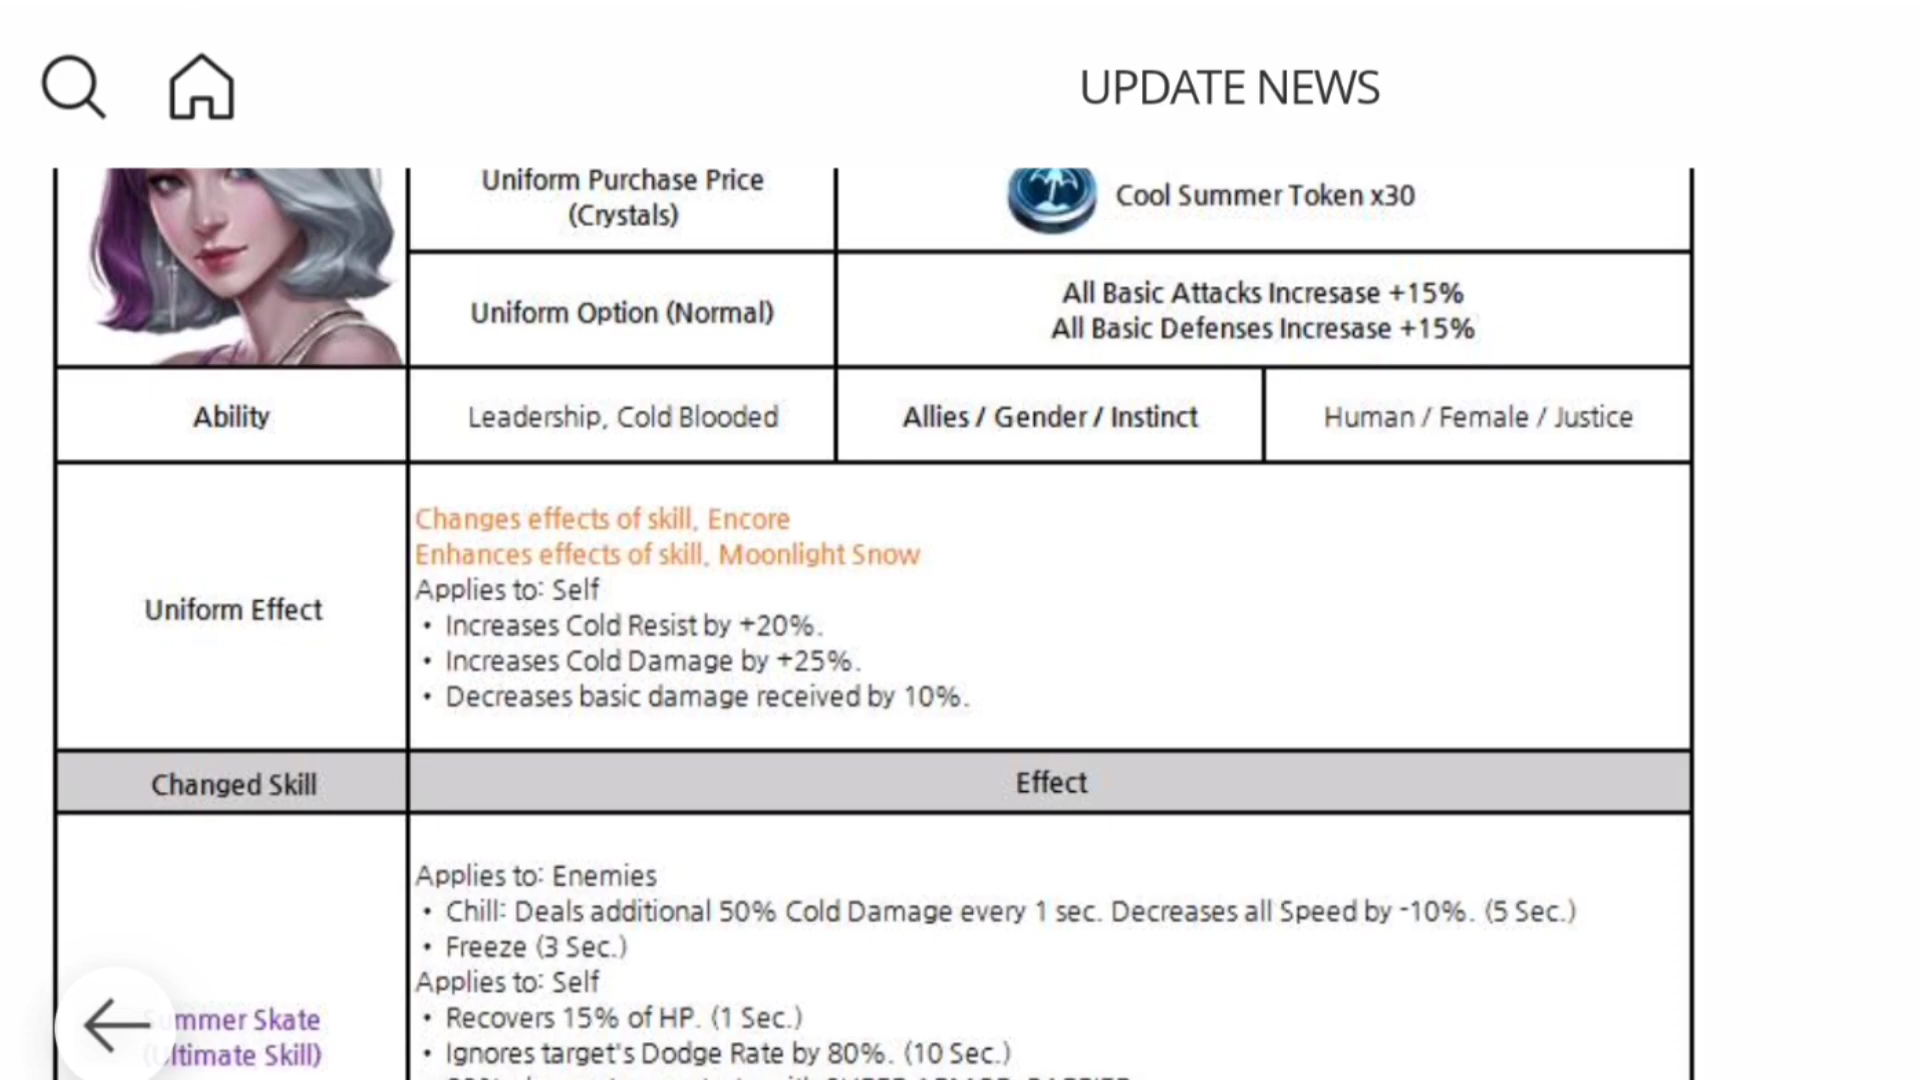 UPDATE NEWS
Uniform Purchase Price
(Crystals)
Cool Summer Token x30
Uniform Option (Normal)
All Basic Attacks Incresase +15%
All Basic Defenses Incresase +15%
Ability
Leadership, Cold Blooded
Allies / Gender / Instinct
Human / Female / Justice
Uniform Effect
Changes effects of skill, Encore
Enhances effects of skill, Moonlight Snow
Applies to: Self
• Increases Cold Resist by +20%.
• Increases Cold Damage by +25%.
• Decreases basic damage received by 10%.
Changed Skill
Effect
Summer Skate
(Ultimate Skill)
Applies to: Enemies
• Chill: Deals additional 50% Cold Damage every 1 sec. Decreases all Speed by -10%. (5 Sec.)
• Freeze (3 Sec.)
Applies to: Self
• Recovers 15% of HP. (1 Sec.)
• Ignores target's Dodge Rate by 80%. (10 Sec.)